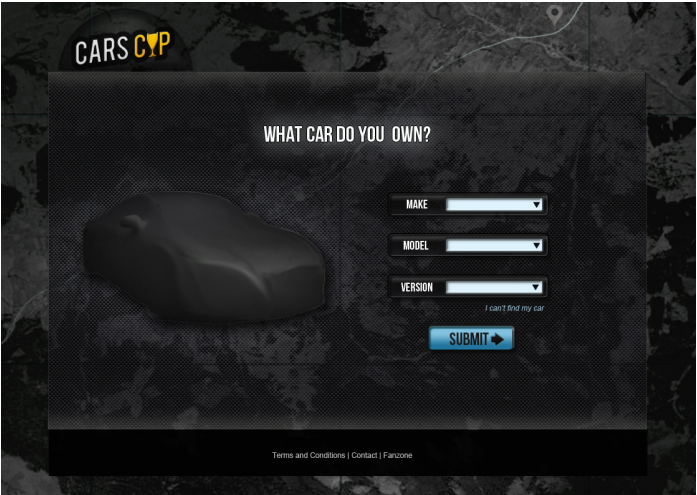 CARS CUP
WHAT CAR DO YOU OWN?
MAKE
MODEL
VERSION
I can't find my car
SUBMIT
Terms and Conditions | Contact | Fanzone